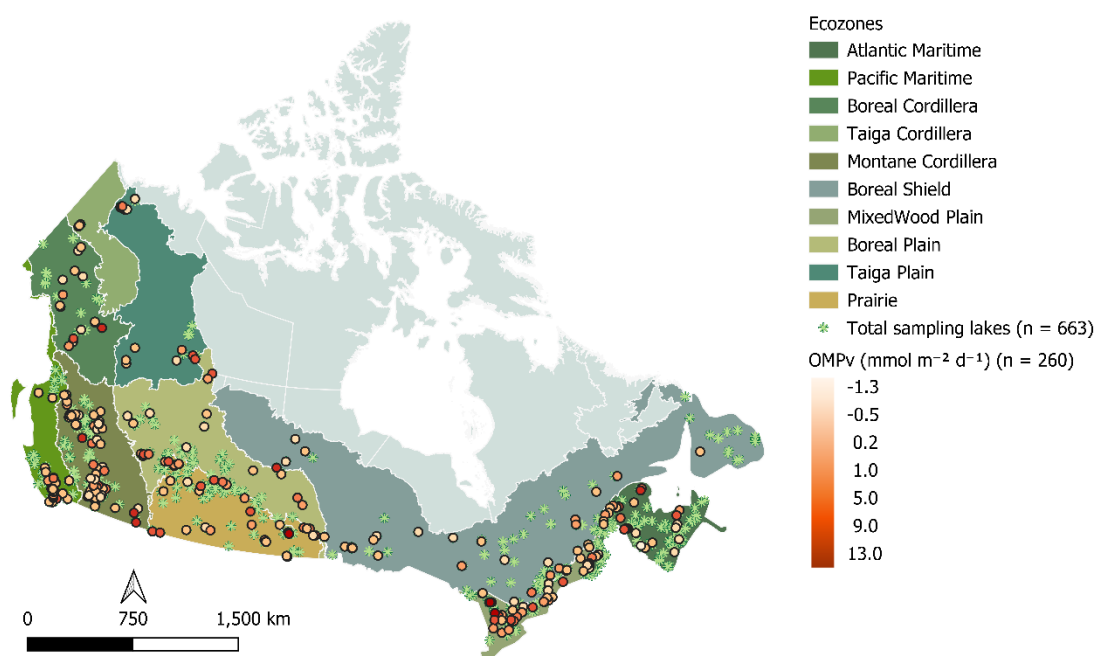 Ecozones
Atlantic Maritime
Pacific Maritime
Boreal Cordillera
Taiga Cordillera
Montane Cordillera
Boreal Shield
MixedWood Plain
Boreal Plain
Taiga Plain
Prairie
Total sampling lakes (n = 663)
OMPv (mmol m⁻² d⁻¹) (n = 260)
-1.3
-0.5
0.2
1.0
5.0
9.0
13.0
0 750 1,500 km